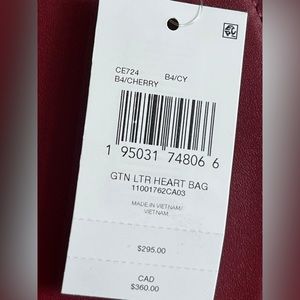 CE724 B4/CY
B4/CHERRY
1 95031 74806 6
GTN LTR HEART BAG
11001762CA03
MADE IN VIETNAM/
VIETNAM
$295.00
CAD
$360.00